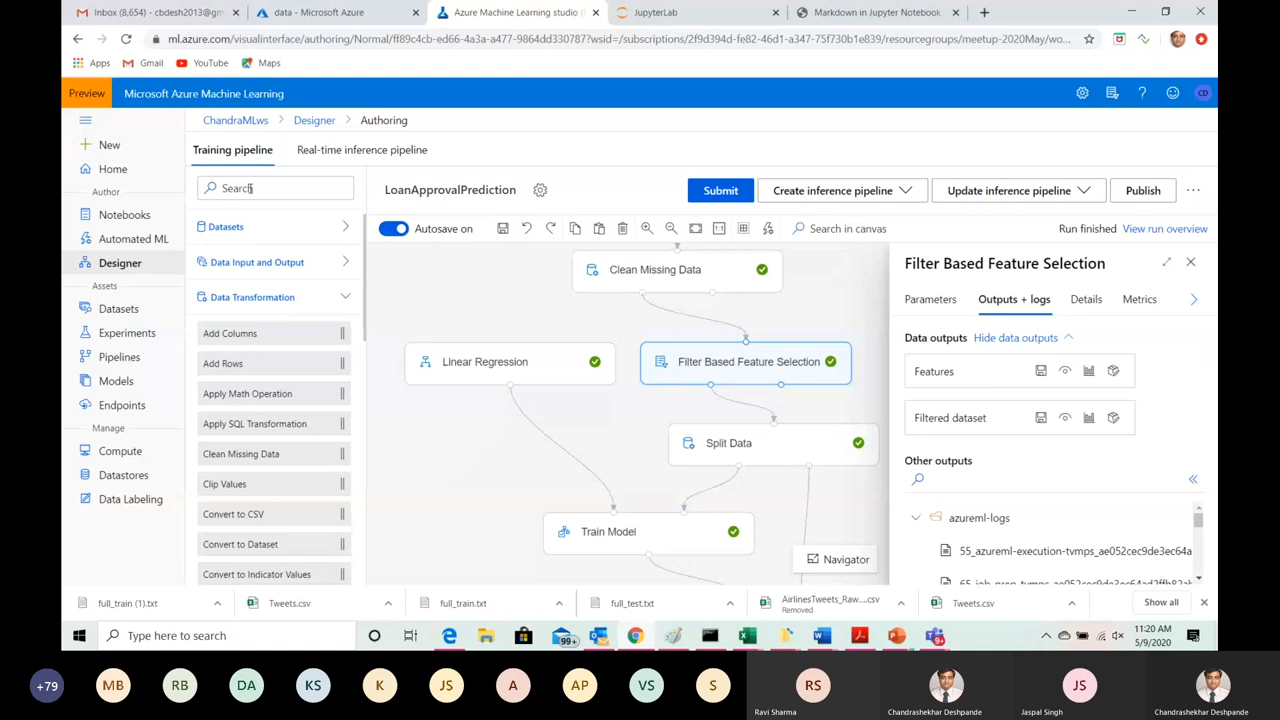 Inbox (8,654) - cbdesh2013@gm
data - Microsoft Azure
Azure Machine Learning studio (
JupyterLab
Markdown in Jupyter Notebook
ml.azure.com/visualinterface/authoring/Normal/ff89c4cb-ed66-4a3a-a477-9864dd330787?wsid=/subscriptions/2f9d394d-fe82-46d1-a347-75f730b1e839/resourcegroups/meetup-2020May/wo...
Apps
Gmail
YouTube
Maps
Preview
Microsoft Azure Machine Learning
CD
New
Home
Author
Notebooks
Automated ML
Designer
Assets
Datasets
Experiments
Pipelines
Models
Endpoints
Manage
Compute
Datastores
Data Labeling
ChandraMLws > Designer > Authoring
Training pipeline
Real-time inference pipeline
Search
Datasets
Data Input and Output
Data Transformation
Add Columns
Add Rows
Apply Math Operation
Apply SQL Transformation
Clean Missing Data
Clip Values
Convert to CSV
Convert to Dataset
Convert to Indicator Values
LoanApprovalPrediction
Submit
Create inference pipeline
Update inference pipeline
Publish
...
Autosave on
1:1
Search in canvas
Run finished
View run overview
Clean Missing Data
Linear Regression
Filter Based Feature Selection
Split Data
Train Model
Navigator
Filter Based Feature Selection
Parameters
Outputs + logs
Details
Metrics
Data outputs
Hide data outputs
Features
Filtered dataset
Other outputs
azureml-logs
55_azureml-execution-tvmps_ae052cec9de3ec64a
65_job-prep-tvmps_ae052cec9de3ec64ad2ffb82ab
full_train (1).txt
Tweets.csv
full_train.txt
full_test.txt
AirlinesTweets_Raw....csv
Removed
Tweets.csv
Show all
Type here to search
99+
9+
11:20 AM
5/9/2020
+79
MB
RB
DA
KS
K
JS
A
AP
VS
S
RS
Ravi Sharma
Chandrashekhar Deshpande
JS
Jaspal Singh
Chandrashekhar Deshpande